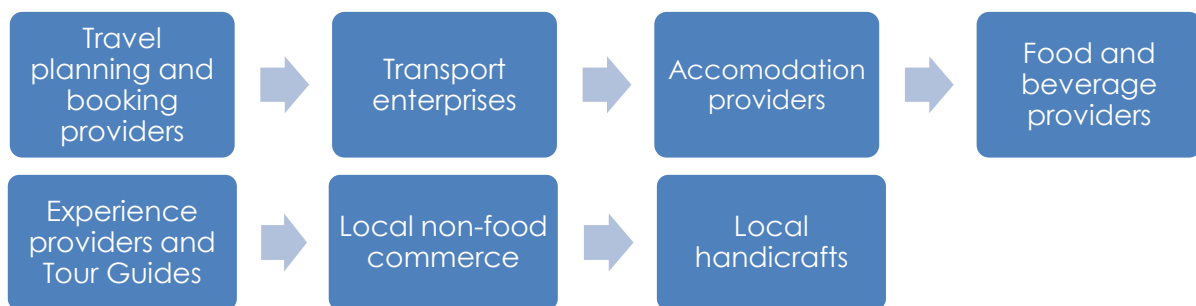 Travel
planning and
booking
providers
Transport
enterprises
Accomodation
providers
Food and
beverage
providers
Experience
providers and
Tour Guides
Local non-food
commerce
Local
handicrafts